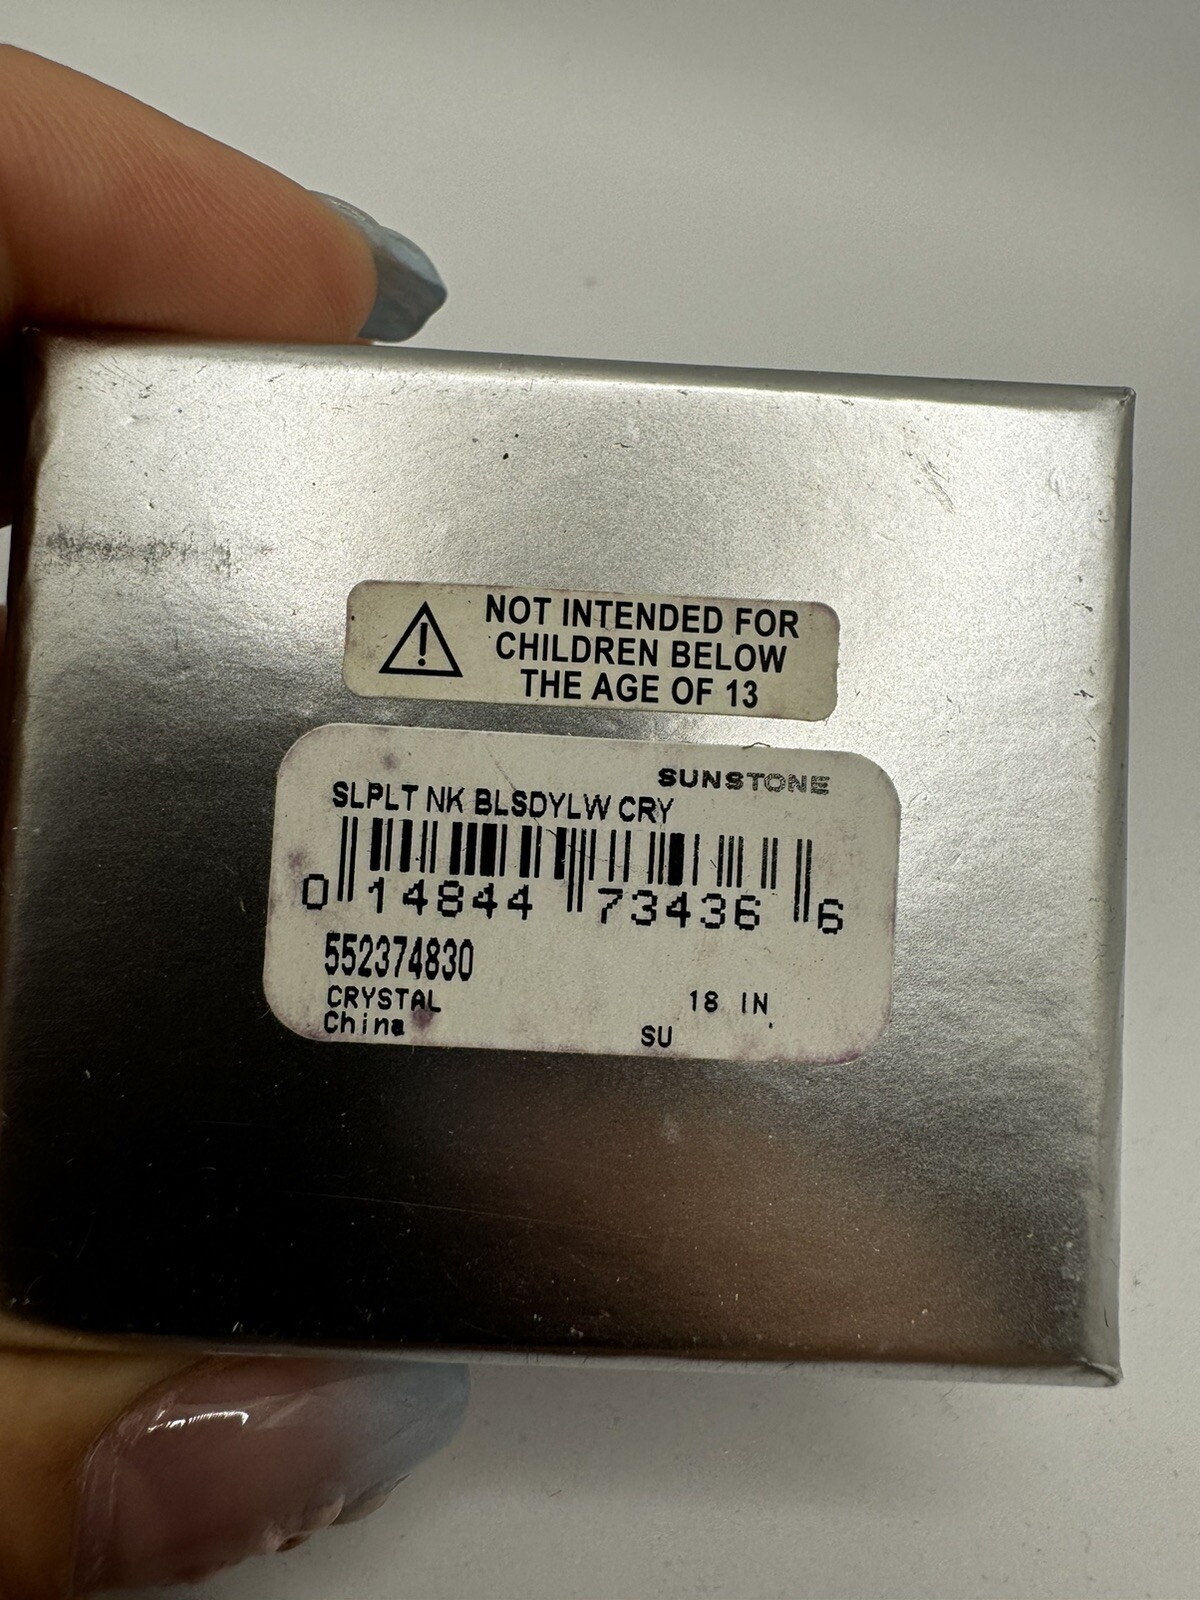 NOT INTENDED FOR
CHILDREN BELOW
THE AGE OF 13
SUNSTONE
SLPLT NK BLSDYLW CRY
0 14844 73436 6
552374830
CRYSTAL 18 IN
China SU